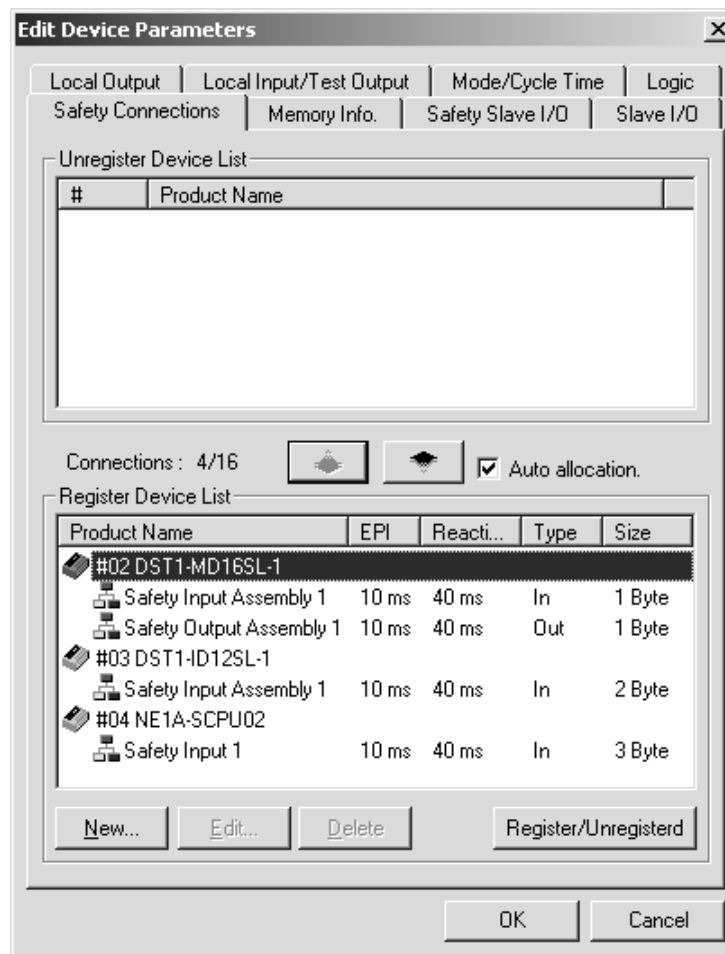 Edit Device Parameters
Local Output Local Input/Test Output Mode/Cycle Time Logic
Safety Connections Memory Info. Safety Slave I/O Slave I/O
Unregister Device List
# Product Name
Connections : 4/16 Auto allocation.
Register Device List
Product Name EPI Reacti... Type Size
#02 DST1-MD16SL-1
Safety Input Assembly 1 10 ms 40 ms In 1 Byte
Safety Output Assembly 1 10 ms 40 ms Out 1 Byte
#03 DST1-ID12SL-1
Safety Input Assembly 1 10 ms 40 ms In 2 Byte
#04 NE1A-SCPU02
Safety Input 1 10 ms 40 ms In 3 Byte
New... Edit... Delete Register/Unregisterd
OK Cancel